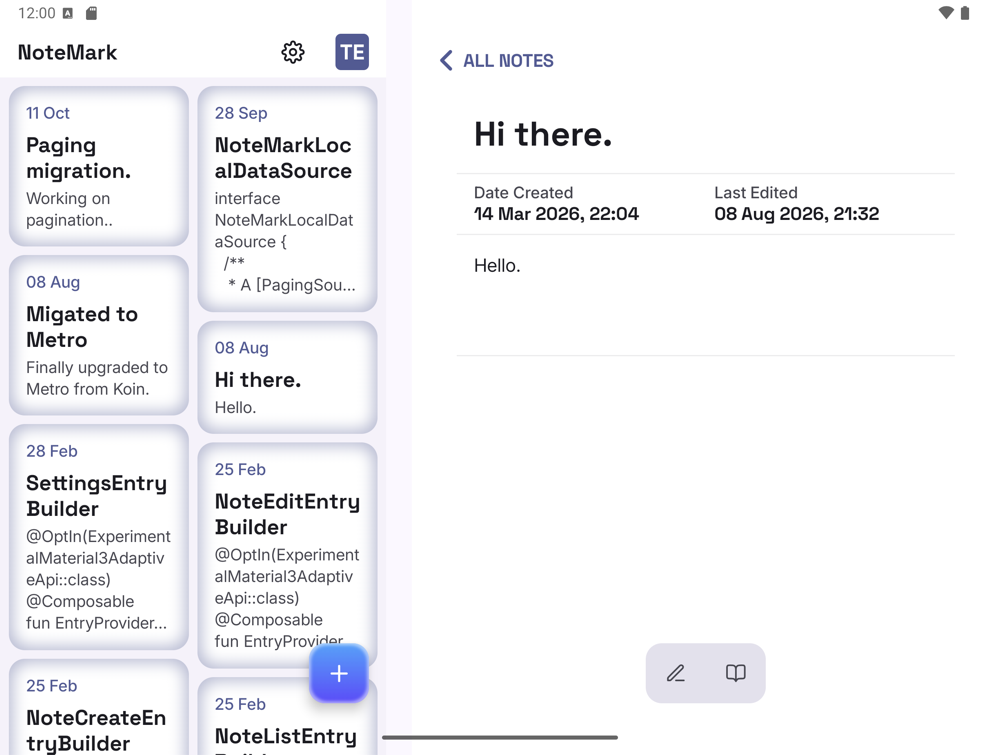 12:00
NoteMark
TE
11 Oct
Paging
migration.
Working on
pagination..
08 Aug
Migated to
Metro
Finally upgraded to
Metro from Koin.
28 Feb
SettingsEntry
Builder
@OptIn(Experiment
alMaterial3Adaptiv
eApi::class)
@Composable
fun EntryProvider...
25 Feb
NoteCreateEn
tryBuilder
28 Sep
NoteMarkLoc
alDataSource
interface
NoteMarkLocalDat
aSource {
/**
* A [PagingSou...
08 Aug
Hi there.
Hello.
25 Feb
NoteEditEntry
Builder
@OptIn(Experiment
alMaterial3Adaptiv
eApi::class)
@Composable
fun EntryProvider
25 Feb
NoteListEntry
ALL NOTES
Hi there.
Date Created
14 Mar 2026, 22:04
Last Edited
08 Aug 2026, 21:32
Hello.